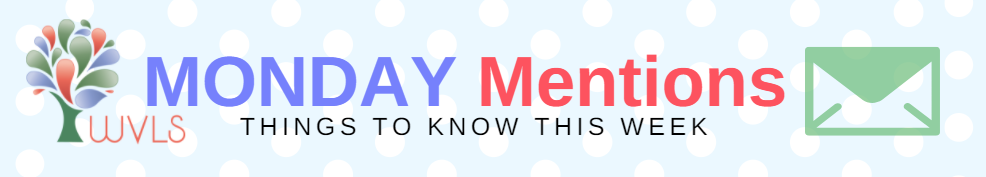 MONDAY Mentions
WVLS
THINGS TO KNOW THIS WEEK